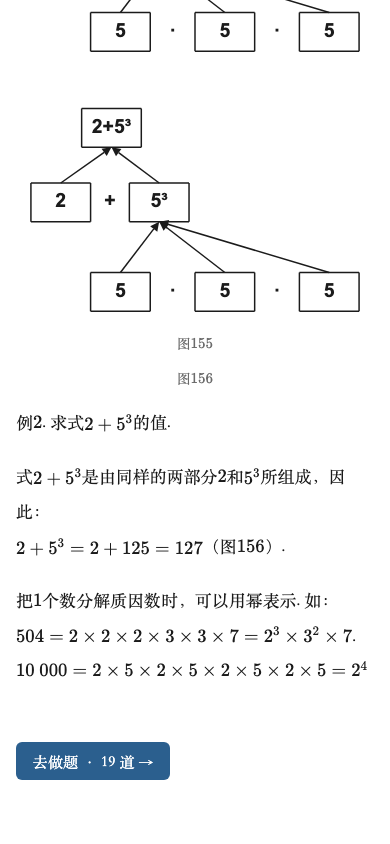 5 · 5 · 5
2+5³
2 + 5³
5 · 5 · 5
图155
图156
例2. 求式2 + 5³的值.
式2 + 5³是由同样的两部分2和5³所组成，因
此：
2 + 5³ = 2 + 125 = 127（图156）.
把1个数分解质因数时，可以用幂表示. 如：
504 = 2 × 2 × 2 × 3 × 3 × 7 = 2³ × 3² × 7.
10 000 = 2 × 5 × 2 × 5 × 2 × 5 × 2 × 5 = 2⁴
去做题 · 19 道 →